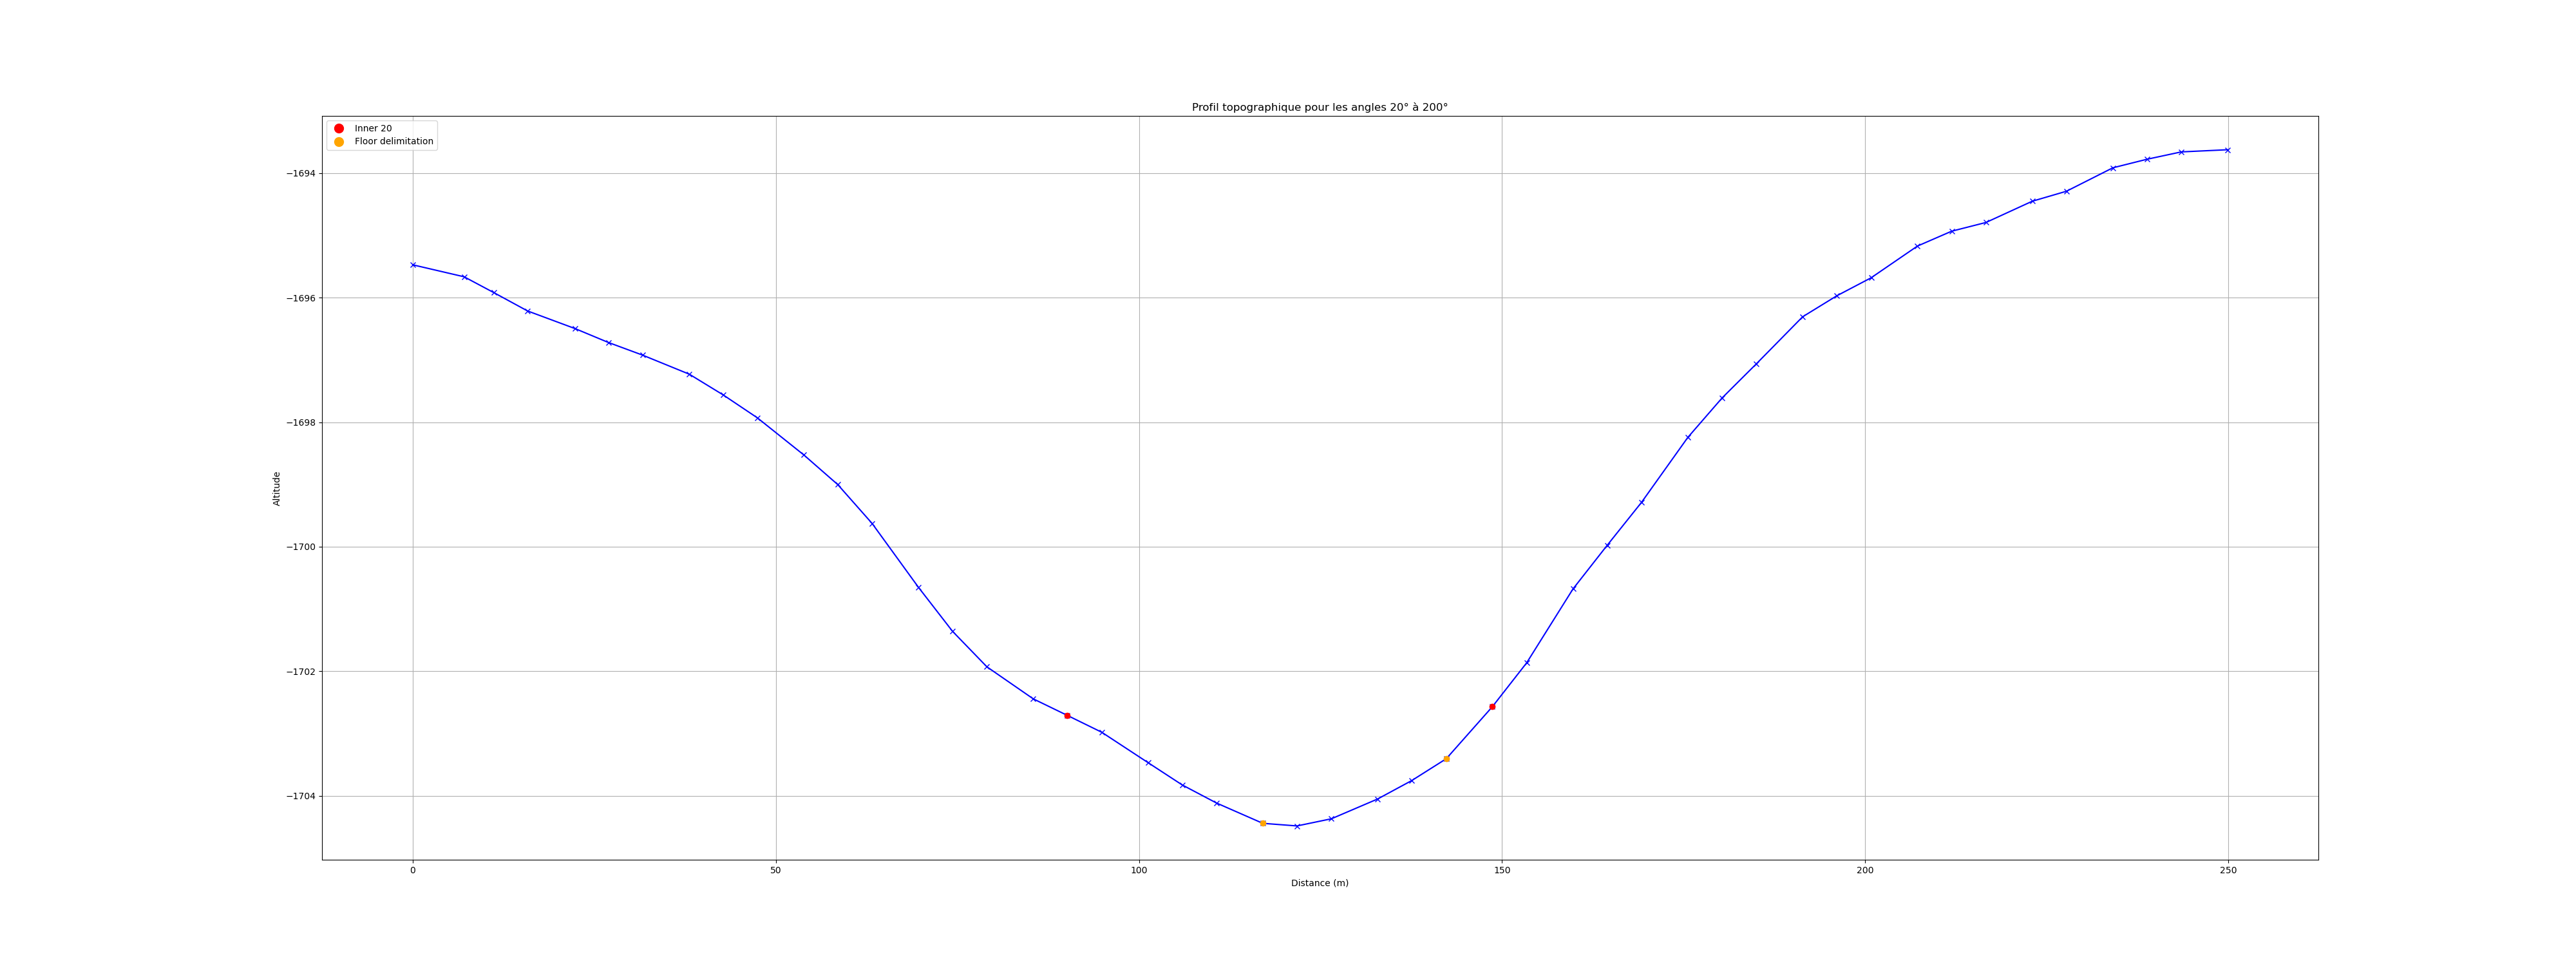 Profil topographique pour les angles 20° à 200°
Inner 20
Floor delimitation
−1694
−1696
−1698
−1700
−1702
−1704
Altitude
0 50 100 150 200 250
Distance (m)